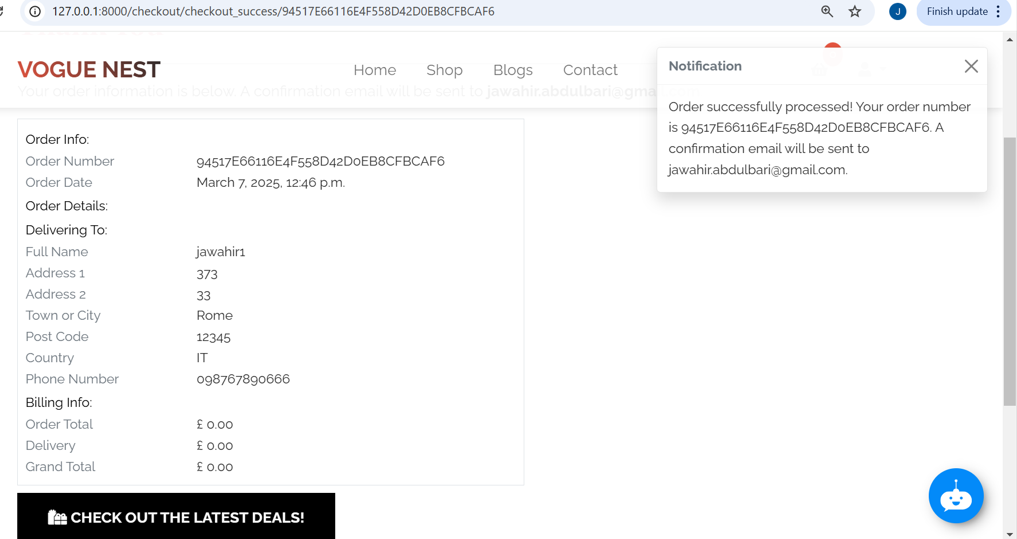 127.0.0.1:8000/checkout/checkout_success/94517E66116E4F558D42D0EB8CFBCAF6
J
Finish update
VOGUE NEST
Home
Shop
Blogs
Contact
Your order information is below. A confirmation email will be sent to jawahir.abdulbari@gma
Notification
Order successfully processed! Your order number
is 94517E66116E4F558D42D0EB8CFBCAF6. A
confirmation email will be sent to
jawahir.abdulbari@gmail.com.
Order Info:
Order Number 94517E66116E4F558D42D0EB8CFBCAF6
Order Date March 7, 2025, 12:46 p.m.
Order Details:
Delivering To:
Full Name jawahir1
Address 1 373
Address 2 33
Town or City Rome
Post Code 12345
Country IT
Phone Number 098767890666
Billing Info:
Order Total £ 0.00
Delivery £ 0.00
Grand Total £ 0.00
CHECK OUT THE LATEST DEALS!